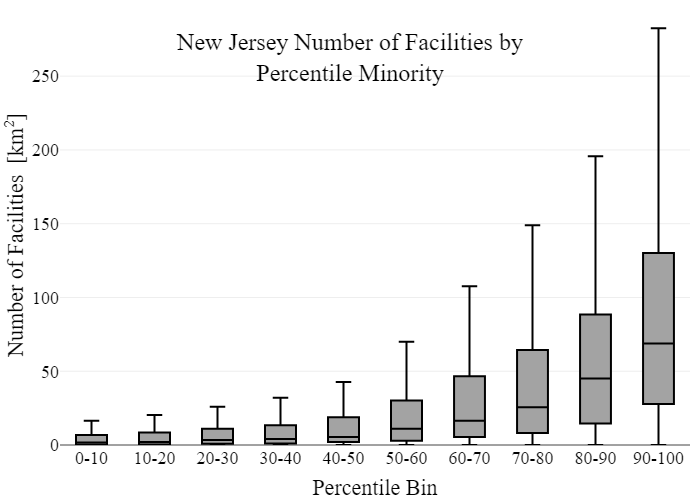 New Jersey Number of Facilities by
Percentile Minority
Number of Facilities [km²]
250
200
150
100
50
0
0-10 10-20 20-30 30-40 40-50 50-60 60-70 70-80 80-90 90-100
Percentile Bin